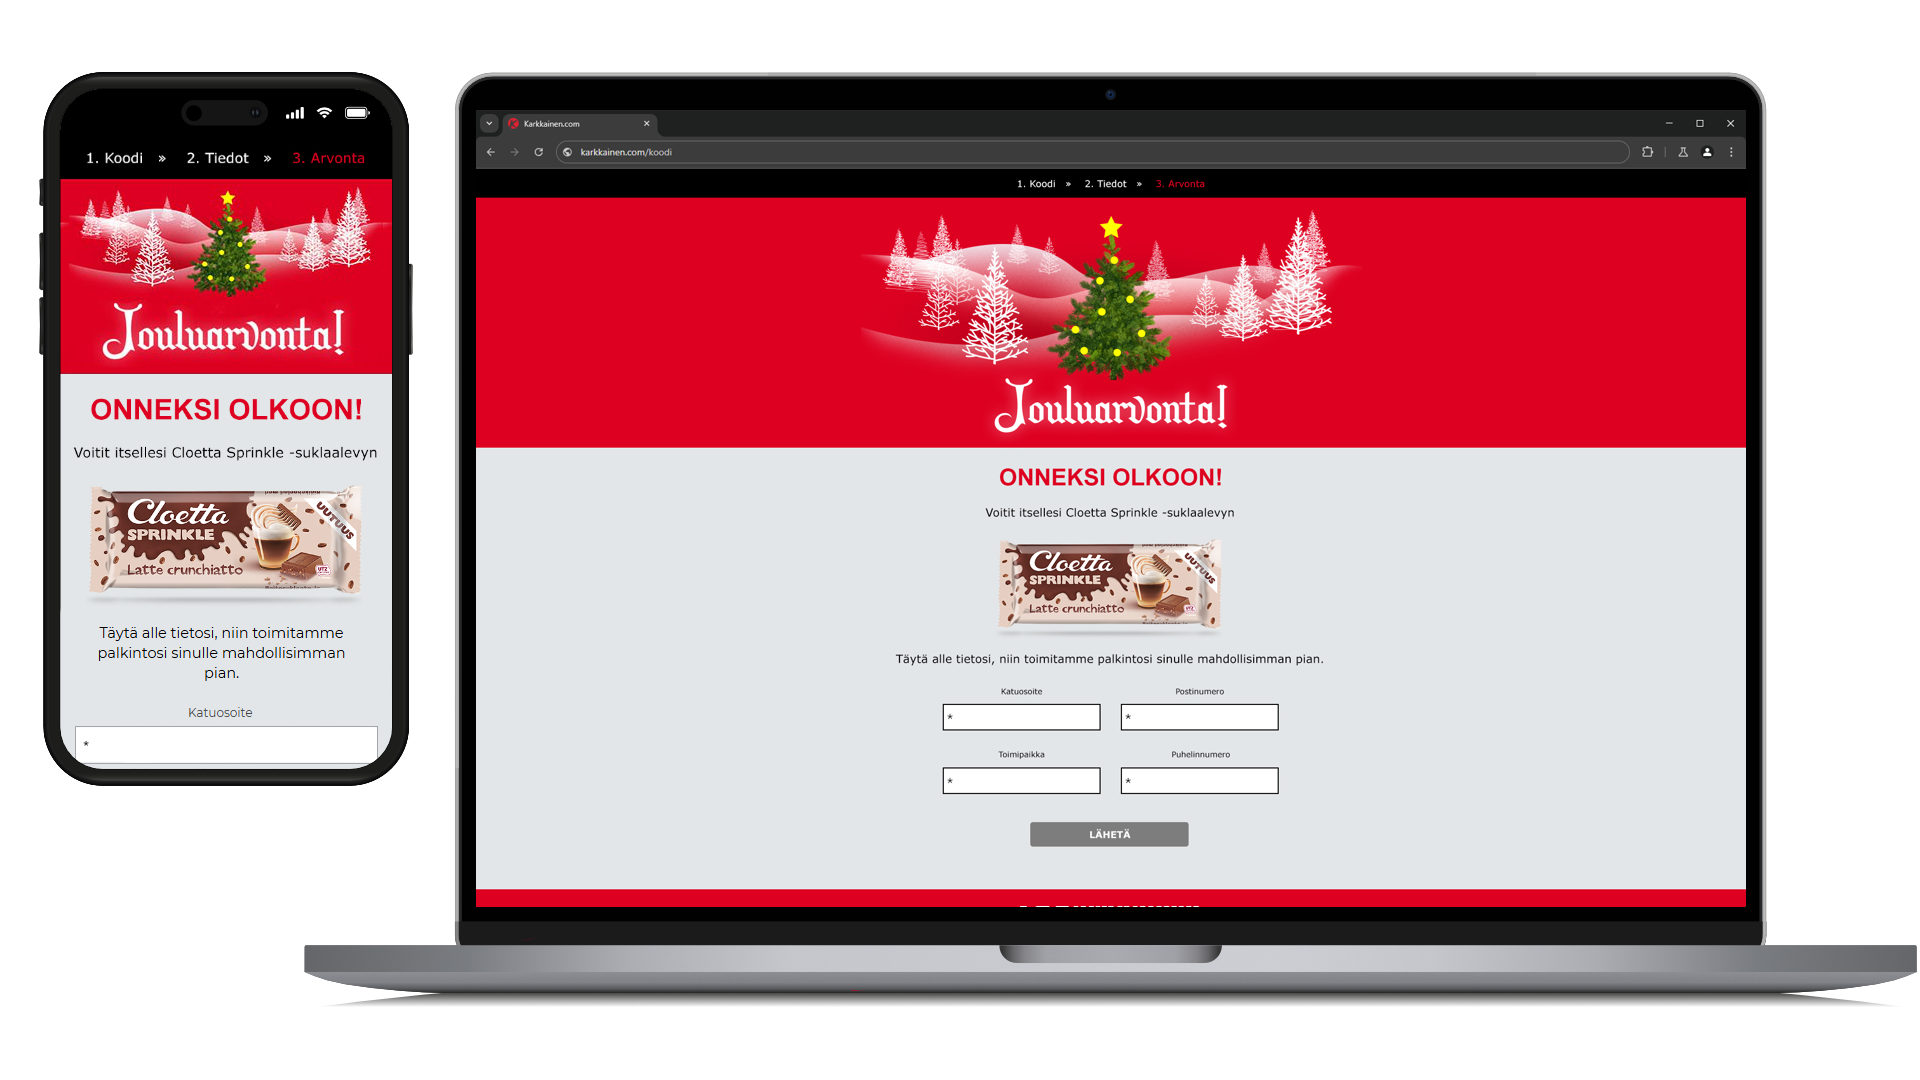 1. Koodi » 2. Tiedot » 3. Arvonta
Jouluarvonta!
ONNEKSI OLKOON!
Voitit itsellesi Cloetta Sprinkle -suklaalevyn
UUTUUS
Cloetta
SPRINKLE
Latte crunchiatto
UTZ
Täytä alle tietosi, niin toimitamme
palkintosi sinulle mahdollisimman
pian.
Katuosoite
*
Karkkainen.com
karkkainen.com/koodi
1. Koodi » 2. Tiedot » 3. Arvonta
Jouluarvonta!
ONNEKSI OLKOON!
Voitit itsellesi Cloetta Sprinkle -suklaalevyn
UUTUUS
Cloetta
SPRINKLE
Latte crunchiatto
UTZ
Täytä alle tietosi, niin toimitamme palkintosi sinulle mahdollisimman pian.
Katuosoite Postinumero
* *
Toimipaikka Puhelinnumero
* *
LÄHETÄ